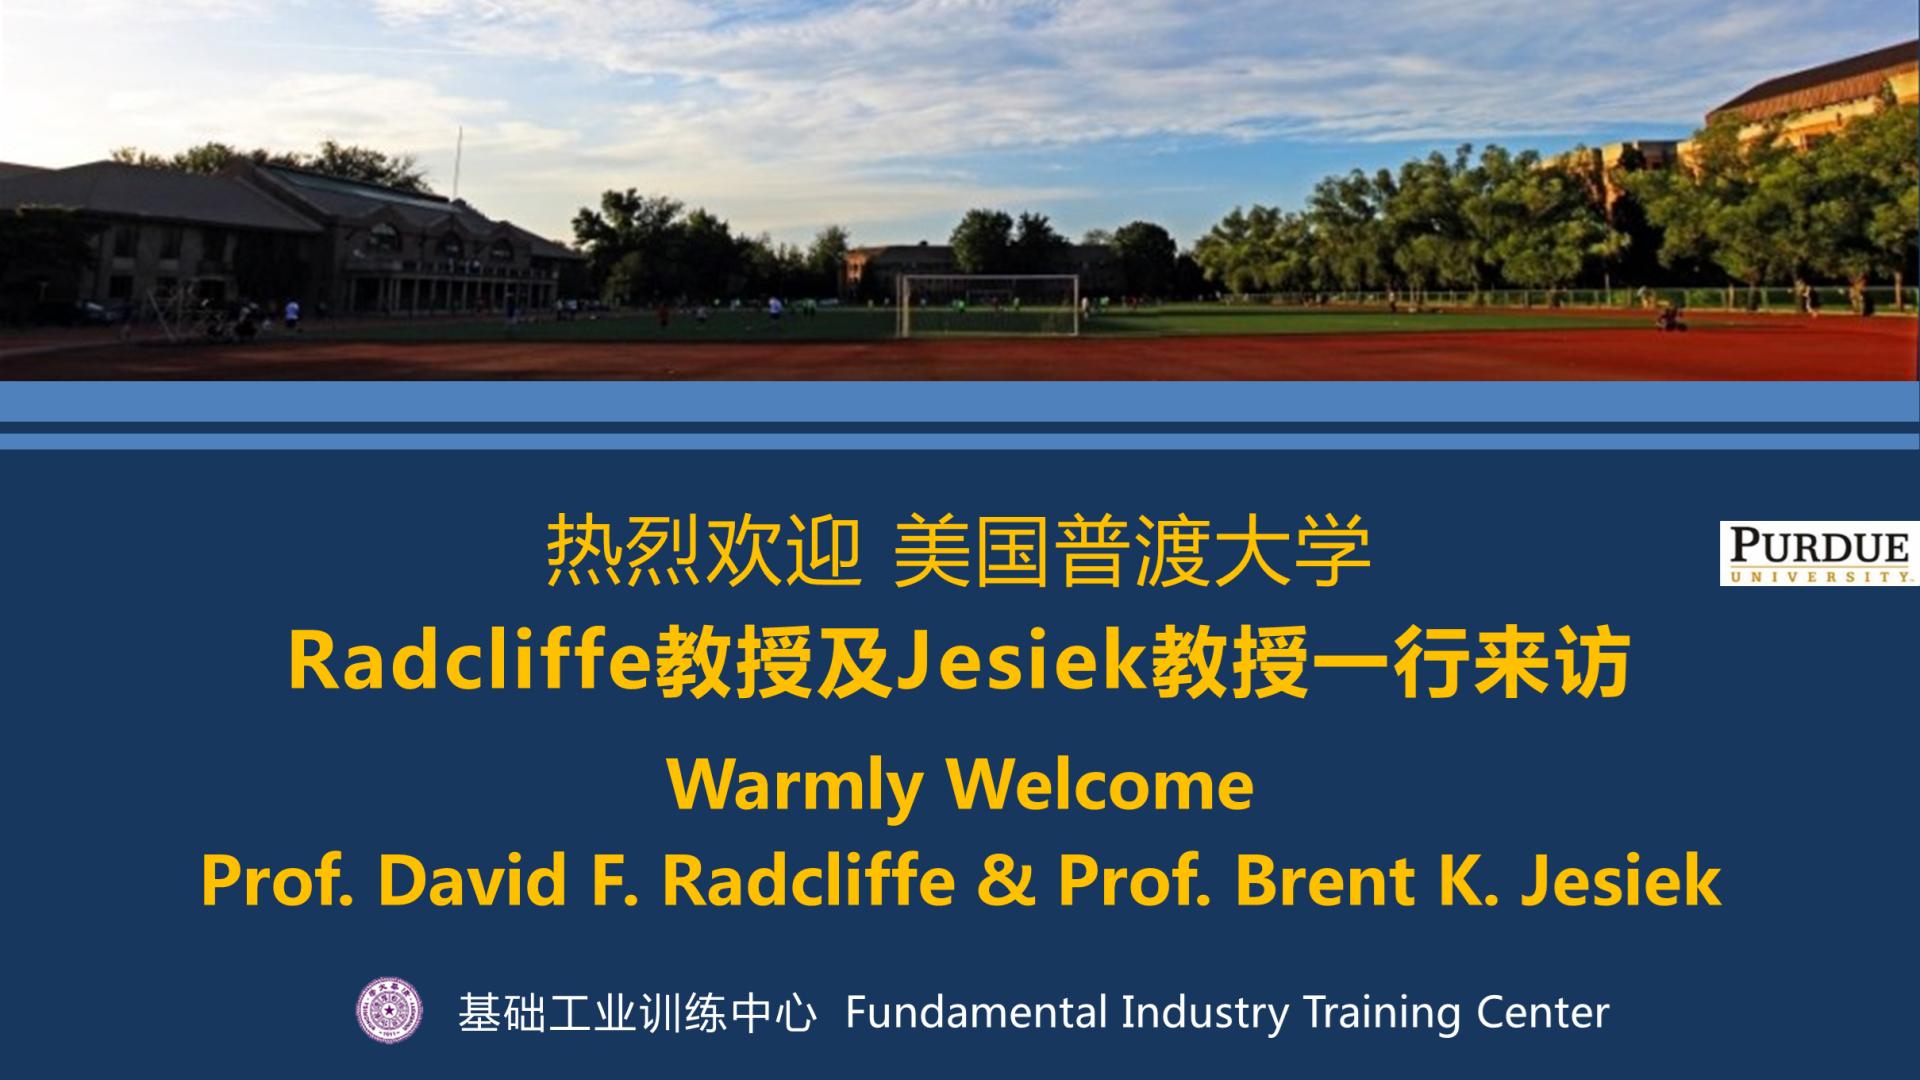 热烈欢迎 美国普渡大学
PURDUE
UNIVERSITY
Radcliffe教授及Jesiek教授一行来访
Warmly Welcome
Prof. David F. Radcliffe & Prof. Brent K. Jesiek
基础工业训练中心 Fundamental Industry Training Center